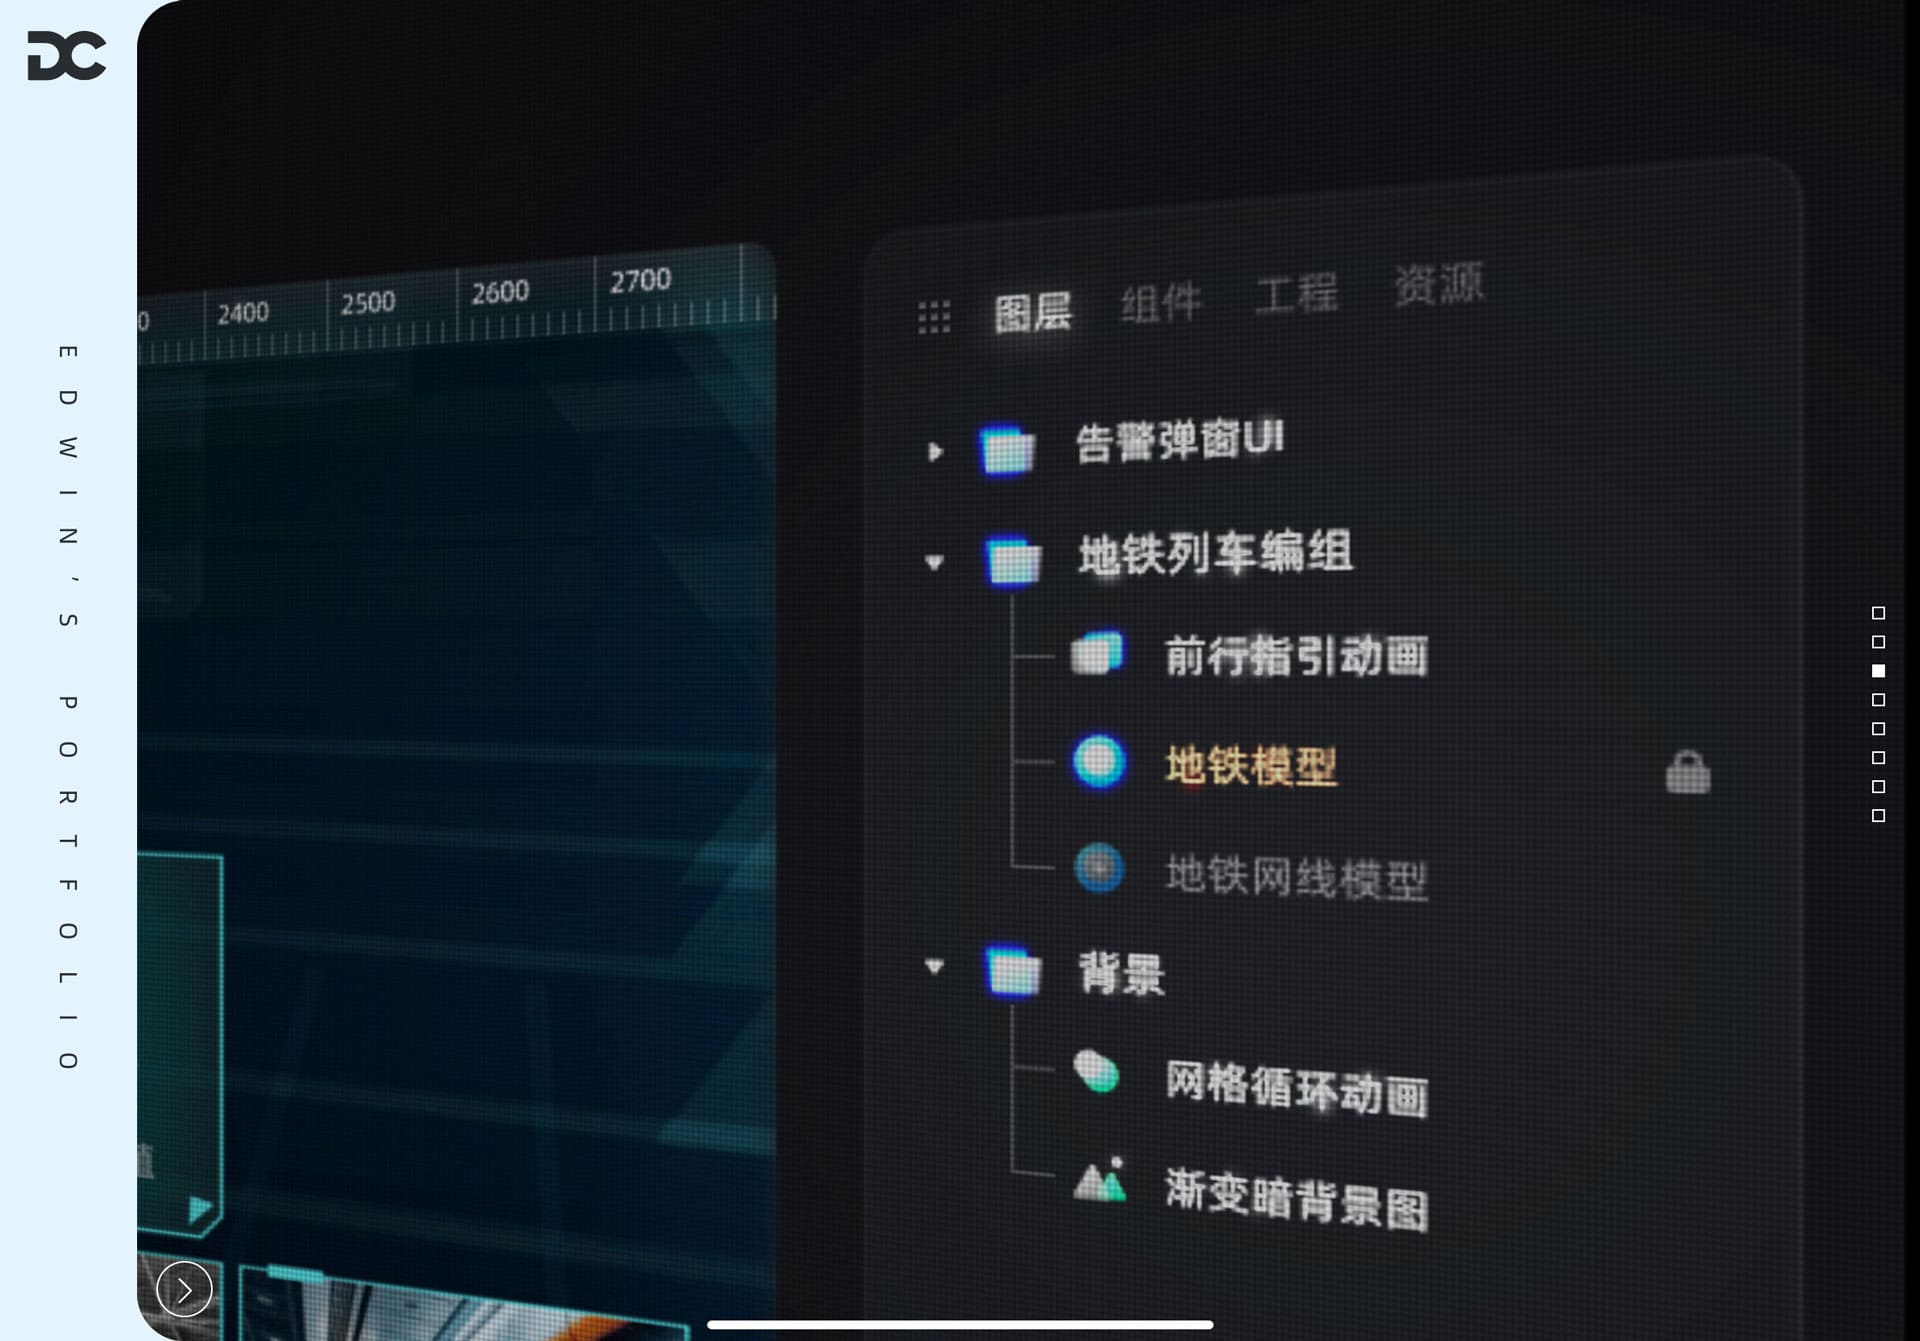 DC
EDWIN'S PORTFOLIO
0
2400
2500
2600
2700
图层 组件 工程 资源
告警弹窗UI
地铁列车编组
前行指引动画
地铁模型
地铁网线模型
背景
网格循环动画
渐变暗背景图